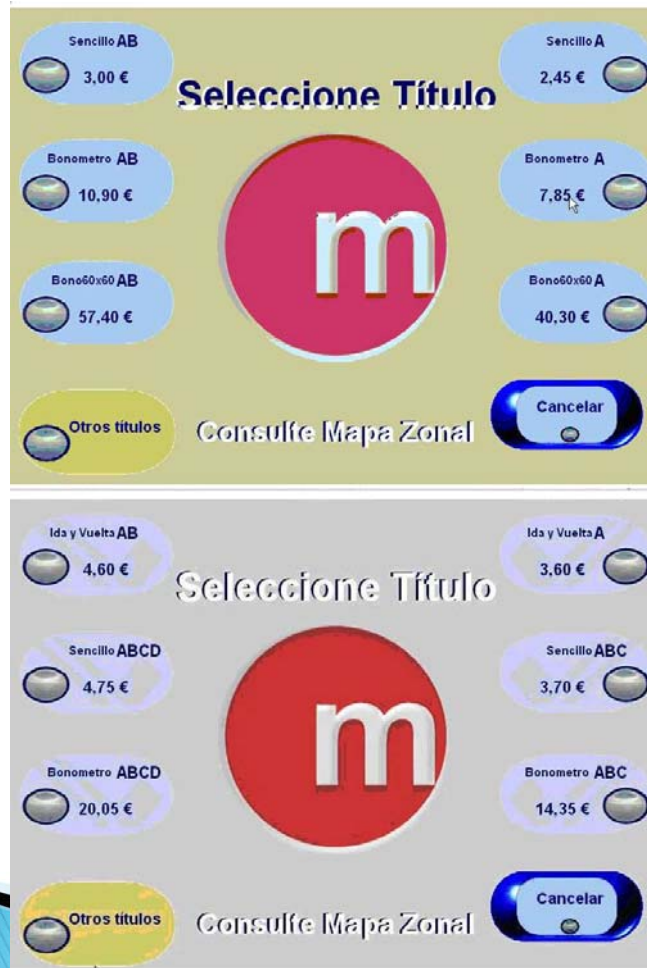 Sencillo AB
3,00 €
Sencillo A
2,45 €
Seleccione Título
Bonometro AB
10,90 €
Bonometro A
7,85 €
m
Bono60x60 AB
57,40 €
Bono60x60 A
40,30 €
Otros títulos
Consulte Mapa Zonal
Cancelar
Ida y Vuelta AB
4,60 €
Ida y Vuelta A
3,60 €
Seleccione Título
Sencillo ABCD
4,75 €
Sencillo ABC
3,70 €
m
Bonometro ABCD
20,05 €
Bonometro ABC
14,35 €
Otros títulos
Consulte Mapa Zonal
Cancelar